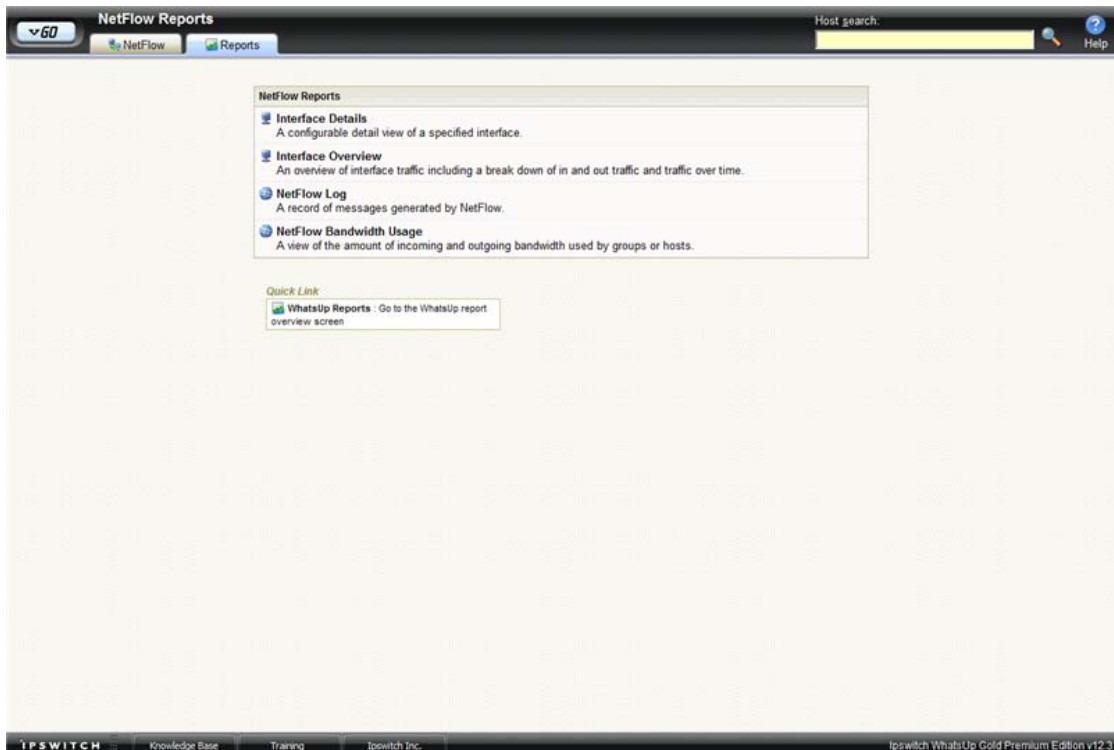 GO
NetFlow Reports
Host search:
NetFlow
Reports
Help
NetFlow Reports
Interface Details
A configurable detail view of a specified interface.
Interface Overview
An overview of interface traffic including a break down of in and out traffic and traffic over time.
NetFlow Log
A record of messages generated by NetFlow.
NetFlow Bandwidth Usage
A view of the amount of incoming and outgoing bandwidth used by groups or hosts.
Quick Link
WhatsUp Reports : Go to the WhatsUp report
overview screen
IPSWITCH Knowledge Base Training Ipswitch Inc. Ipswitch WhatsUp Gold Premium Edition v12.3